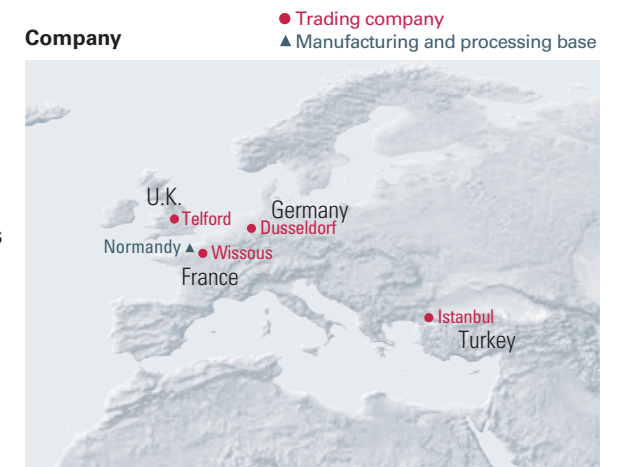 Company
● Trading company
▲ Manufacturing and processing base
U.K.
Telford
Germany
Dusseldorf
Normandy
Wissous
France
Istanbul
Turkey
s